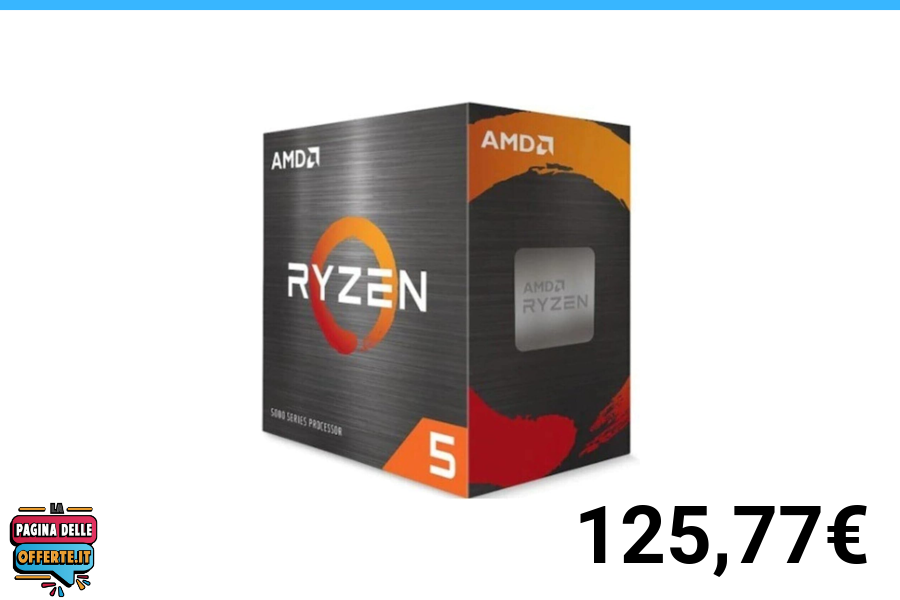 AMD
RYZEN
5000 SERIES PROCESSOR
5
AMD
AMD
RYZEN
LA
PAGINA DELLE
OFFERTE.IT
125,77€